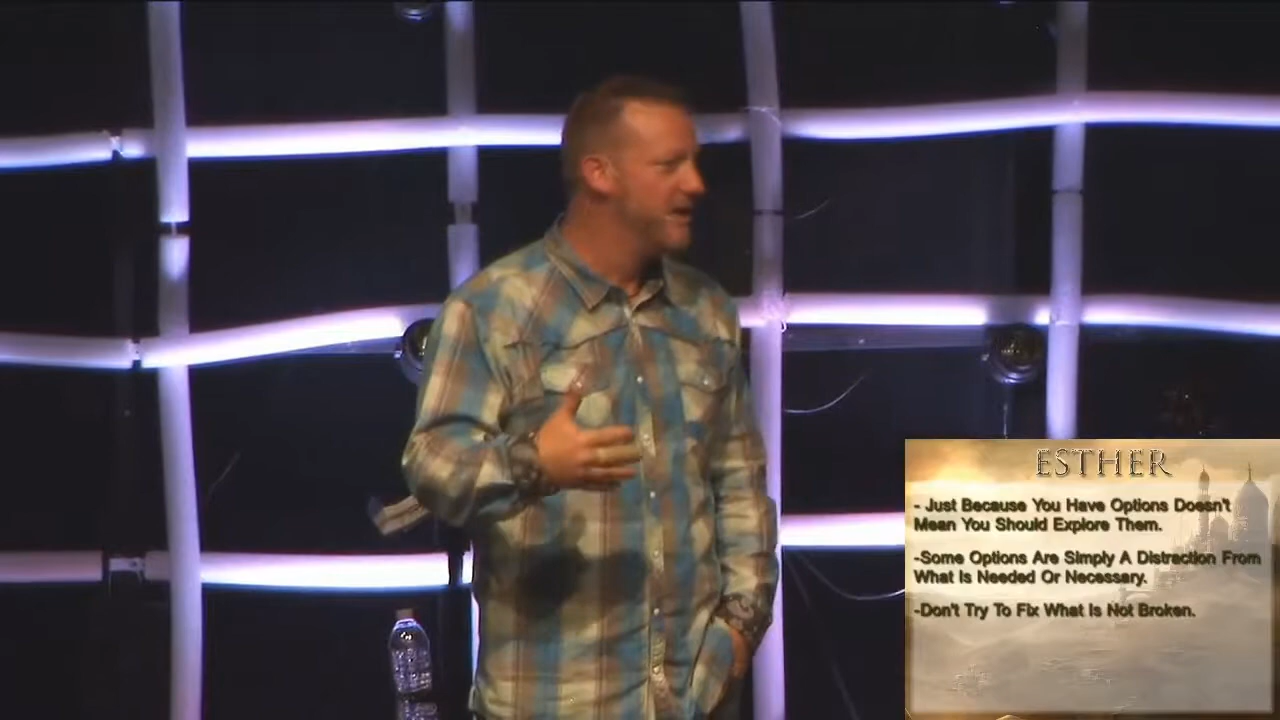 ESTHER
- Just Because You Have Options Doesn't
Mean You Should Explore Them.
-Some Options Are Simply A Distraction From
What Is Needed Or Necessary.
-Don't Try To Fix What Is Not Broken.